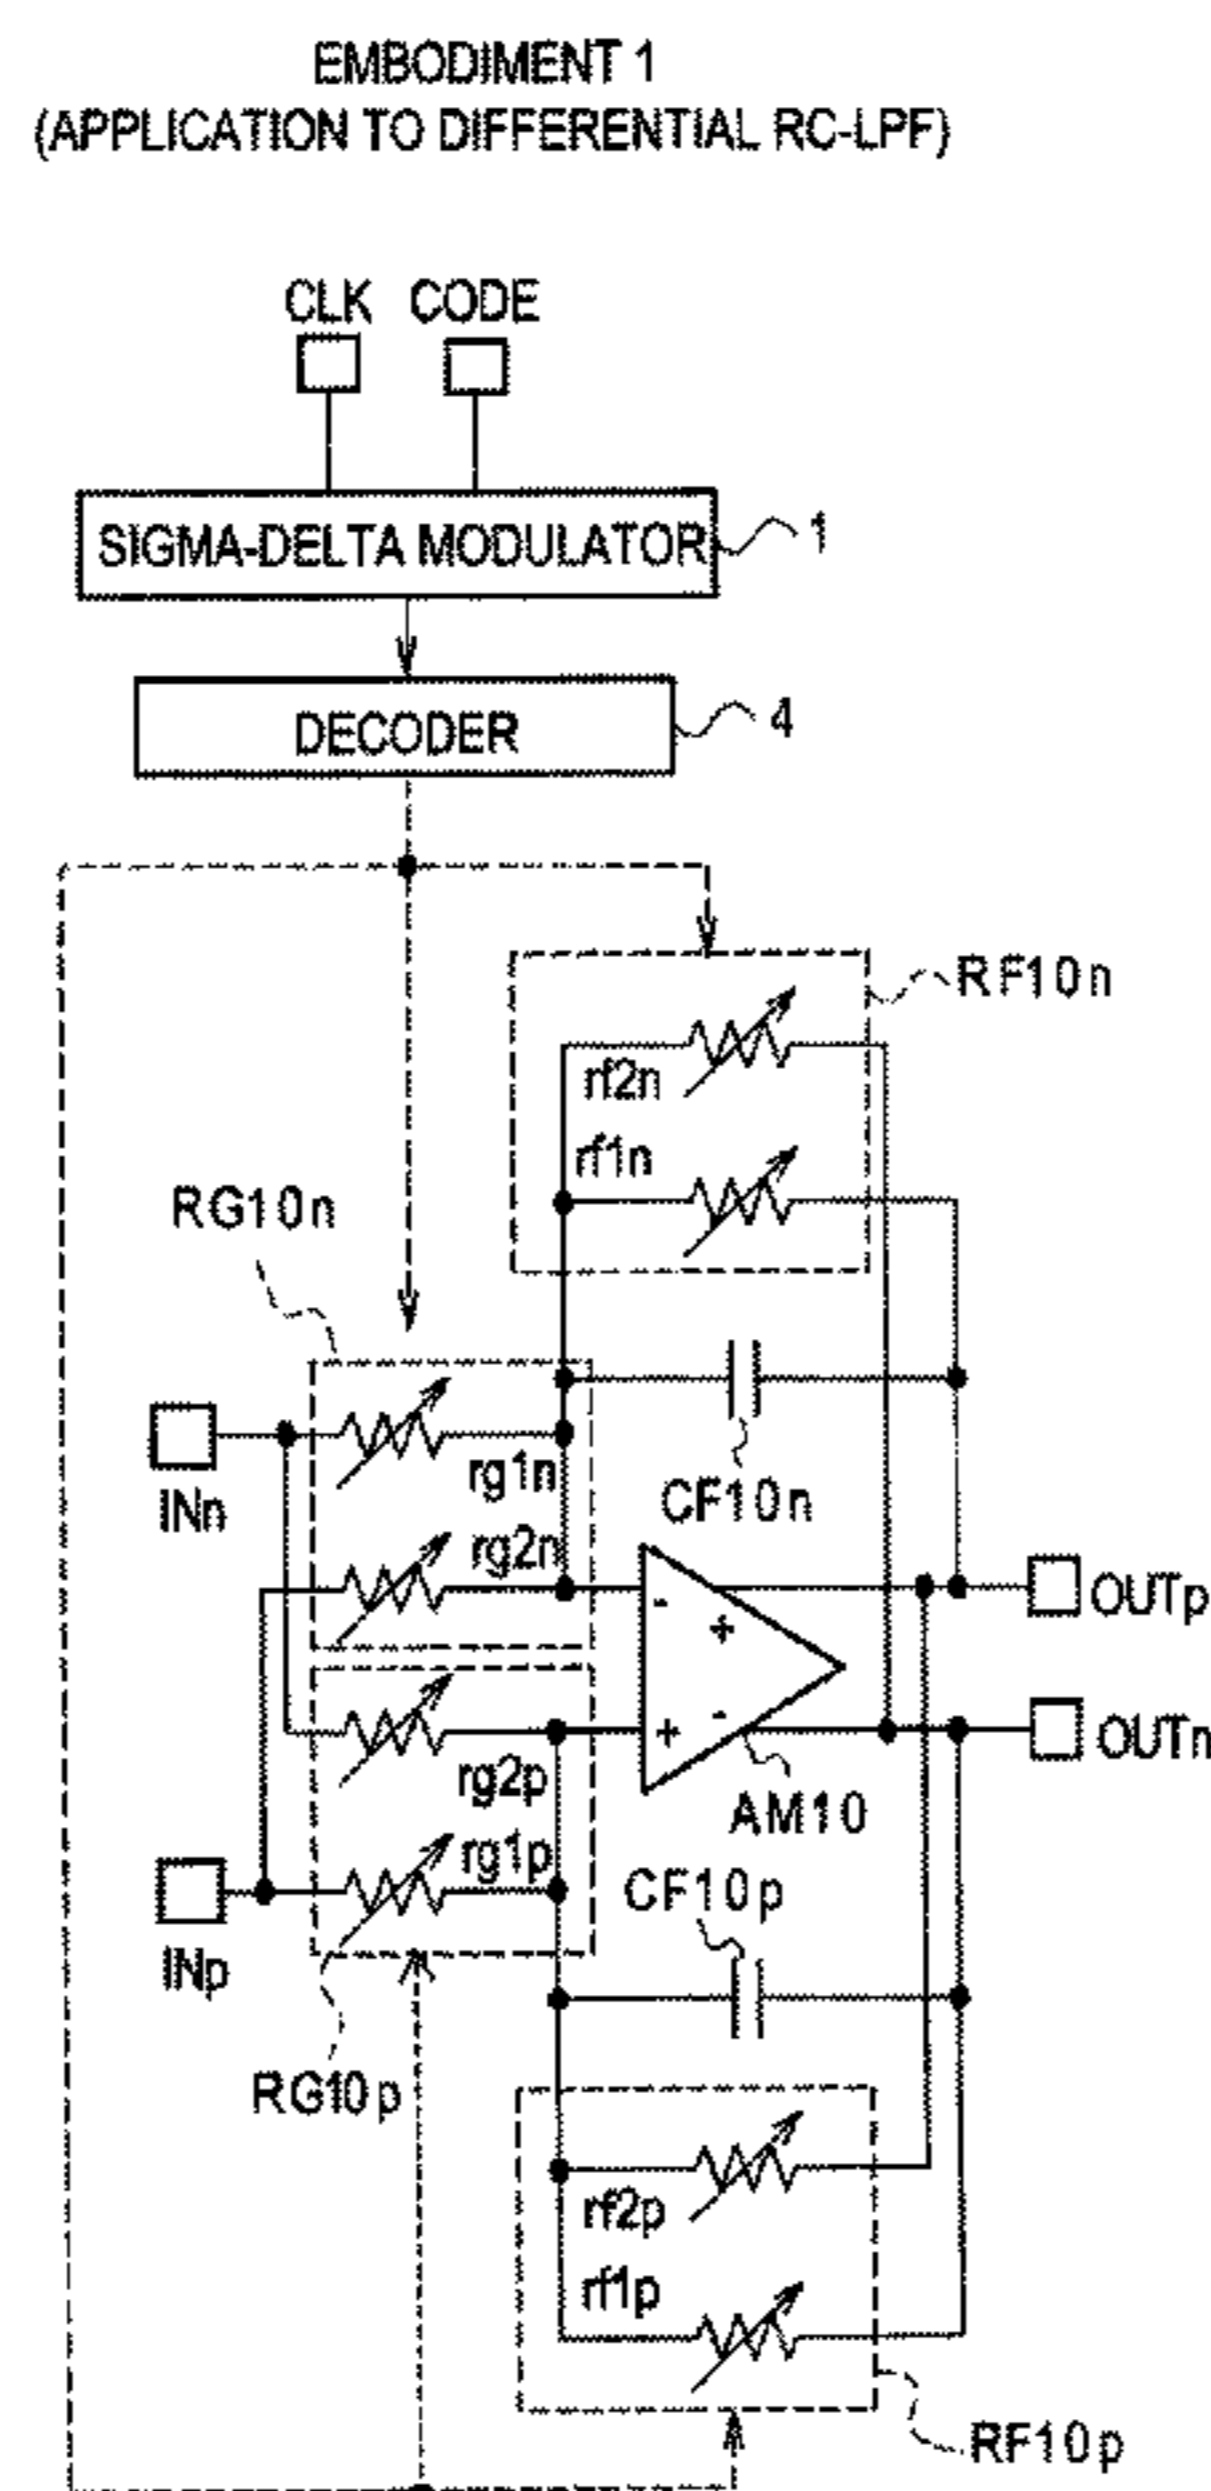 EMBODIMENT 1
(APPLICATION TO DIFFERENTIAL RC-LPF)
CLK CODE
SIGMA-DELTA MODULATOR
1
DECODER
4
RF10n
rf2n
rf1n
RG10n
rg1n
INn
CF10n
rg2n
-
+
OUTp
-
+
OUTn
rg2p
AM10
rg1p
CF10p
INp
RG10p
rf2p
rf1p
RF10p